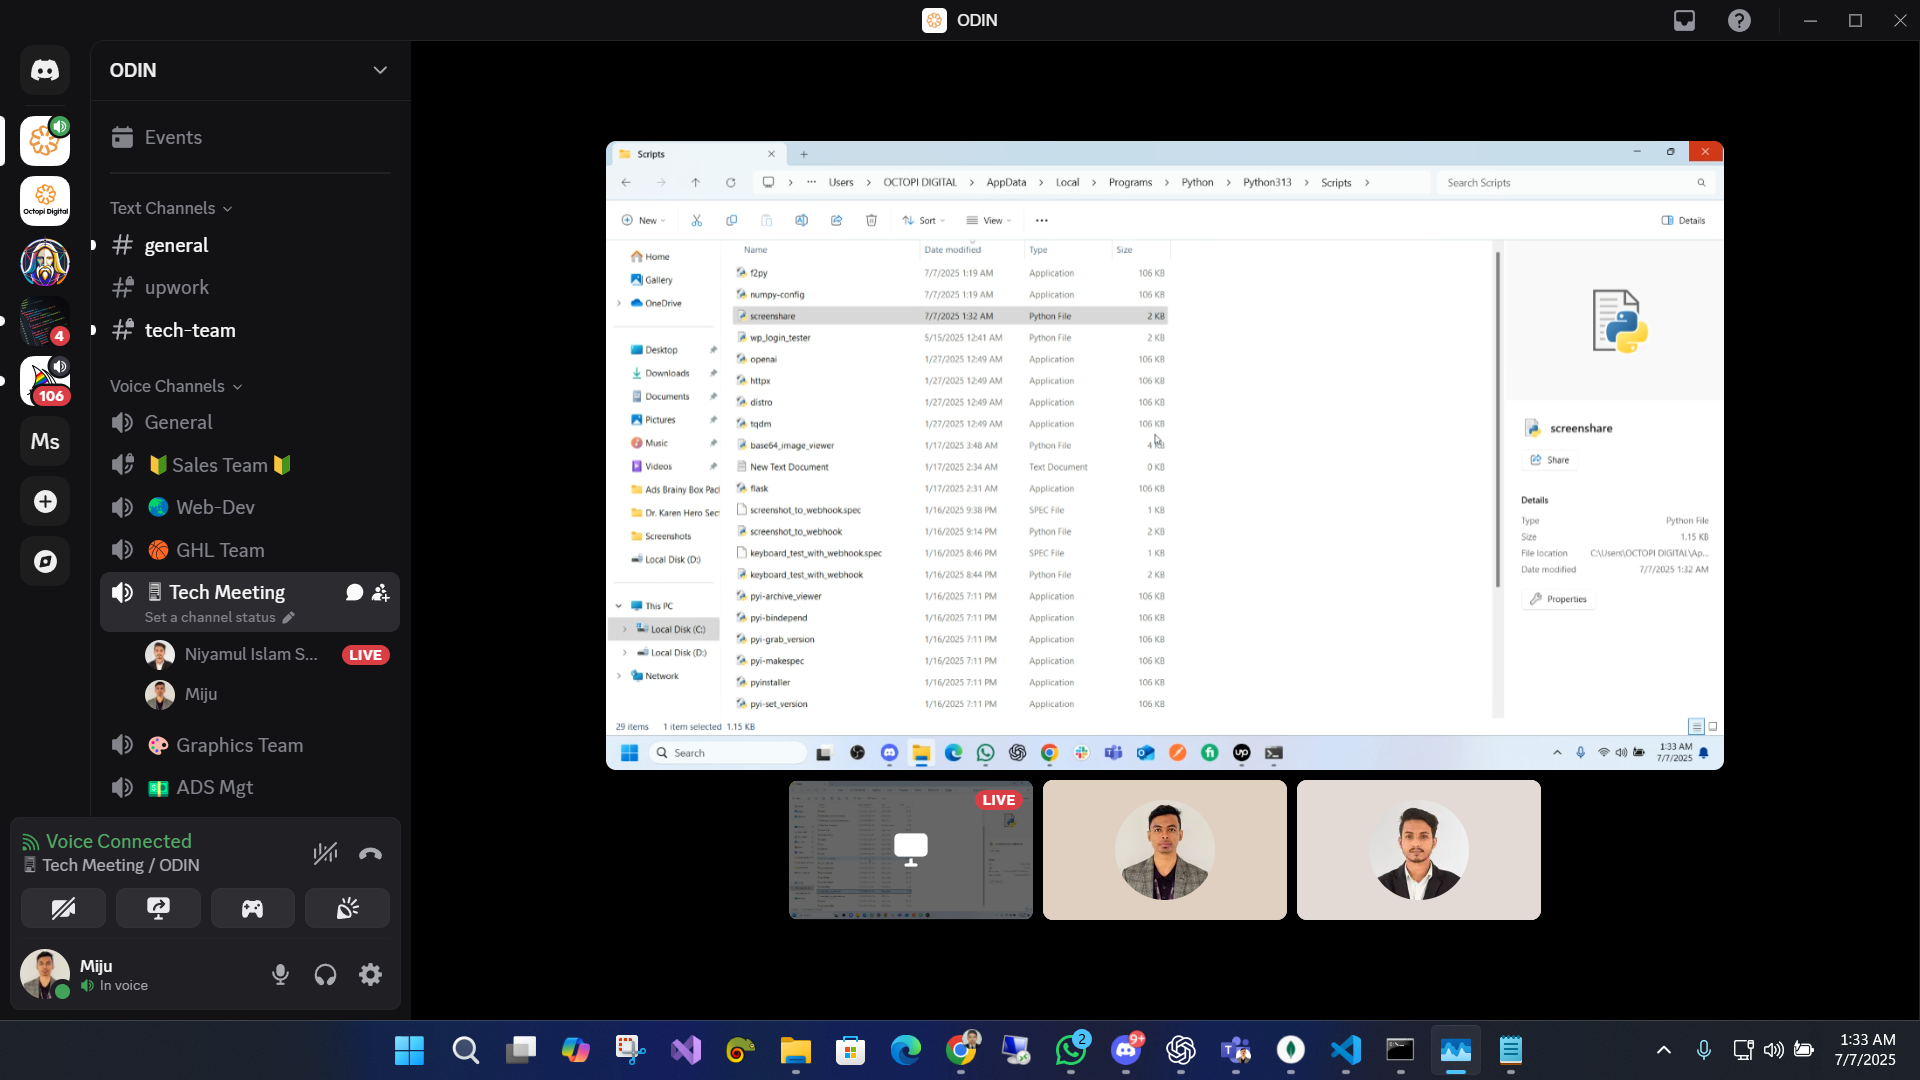 ODIN
ODIN
Events
Octopi Digital
Text Channels
general
upwork
tech-team
4
Voice Channels
106
General
Ms
🔰Sales Team🔰
🌏 Web-Dev
🏀 GHL Team
Tech Meeting
Set a channel status
Niyamul Islam S...
LIVE
Miju
🎨 Graphics Team
💵 ADS Mgt
Voice Connected
Tech Meeting / ODIN
Miju
In voice
Scripts
Users
OCTOPI DIGITAL
AppData
Local
Programs
Python
Python313
Scripts
Search Scripts
New
Sort
View
Details
Home
Gallery
OneDrive
Desktop
Downloads
Documents
Pictures
Music
Videos
Ads Brainy Box Pac
Dr. Karen Hero Sec
Screenshots
Local Disk (D:)
This PC
Local Disk (C:)
Local Disk (D:)
Network
Name Date modified Type Size
f2py 7/7/2025 1:19 AM Application 106 KB
numpy-config 7/7/2025 1:19 AM Application 106 KB
screenshare 7/7/2025 1:32 AM Python File 2 KB
wp_login_tester 5/15/2025 12:41 AM Python File 2 KB
openai 1/27/2025 12:49 AM Application 106 KB
httpx 1/27/2025 12:49 AM Application 106 KB
distro 1/27/2025 12:49 AM Application 106 KB
tqdm 1/27/2025 12:49 AM Application 106 KB
base64_image_viewer 1/17/2025 3:48 AM Python File 4
New Text Document 1/17/2025 2:34 AM Text Document 0 KB
flask 1/17/2025 2:31 AM Application 106 KB
screenshot_to_webhook.spec 1/16/2025 9:38 PM SPEC File 1 KB
screenshot_to_webhook 1/16/2025 9:14 PM Python File 2 KB
keyboard_test_with_webhook.spec 1/16/2025 8:46 PM SPEC File 1 KB
keyboard_test_with_webhook 1/16/2025 8:44 PM Python File 2 KB
pyi-archive_viewer 1/16/2025 7:11 PM Application 106 KB
pyi-bindepend 1/16/2025 7:11 PM Application 106 KB
pyi-grab_version 1/16/2025 7:11 PM Application 106 KB
pyi-makespec 1/16/2025 7:11 PM Application 106 KB
pyinstaller 1/16/2025 7:11 PM Application 106 KB
pyi-set_version 1/16/2025 7:11 PM Application 106 KB
screenshare
Share
Details
Type Python File
Size 1.15 KB
File location C:\Users\OCTOPI DIGITAL\Ap...
Date modified 7/7/2025 1:32 AM
Properties
29 items 1 item selected 1.15 KB
Search
1:33 AM
7/7/2025
LIVE
2
9+
1:33 AM
7/7/2025